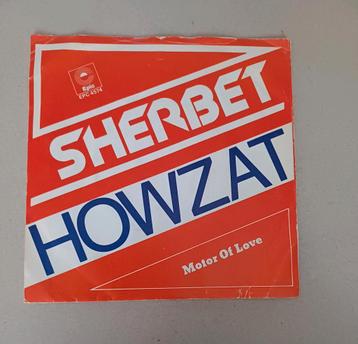 Epic
EPC 4574
SHERBET
HOWZAT
Motor Of Love